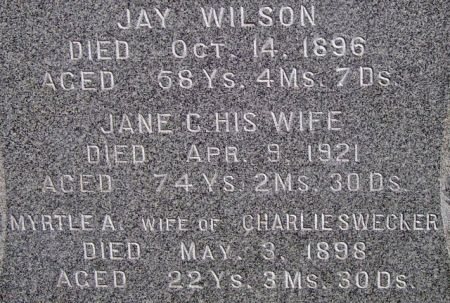 JAY WILSON
DIED OCT. 14. 1896
AGED 58 YS. 4 MS. 7 DS.
JANE C. HIS WIFE
DIED APR. 9. 1921
AGED 74 YS. 2 MS. 30 DS.
MYRTLE A. WIFE OF CHARLIE SWECKER
DIED MAY. 3. 1898
AGED 22 YS. 3 MS. 30 DS.